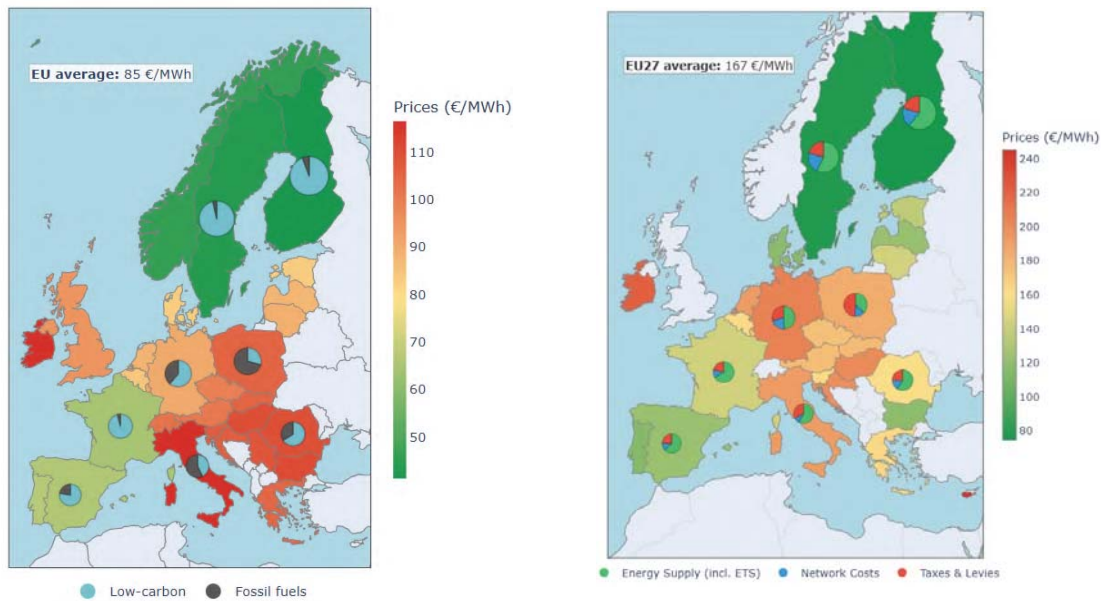 EU average: 85 €/MWh
Prices (€/MWh)
110
100
90
80
70
60
50
Low-carbon
Fossil fuels
EU27 average: 167 €/MWh
Prices (€/MWh)
240
220
200
180
160
140
120
100
80
Energy Supply (incl. ETS)
Network Costs
Taxes & Levies